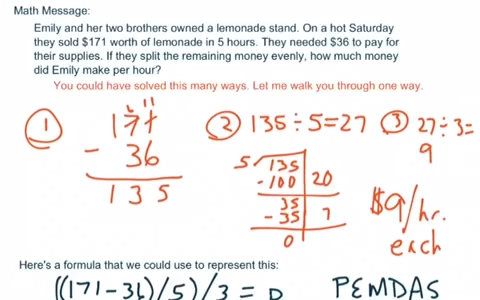 Math Message:
Emily and her two brothers owned a lemonade stand. On a hot Saturday
they sold $171 worth of lemonade in 5 hours. They needed $36 to pay for
their supplies. If they split the remaining money evenly, how much money
did Emily make per hour?
You could have solved this many ways. Let me walk you through one way.
①
6 11
171
- 36
135
② 135÷5=27
5 135
-100 20
35
-35 7
0
③ 27÷3=
9
$9/hr.
each
Here's a formula that we could use to represent this:
((171-36)/5)/3 = P
PEMDAS